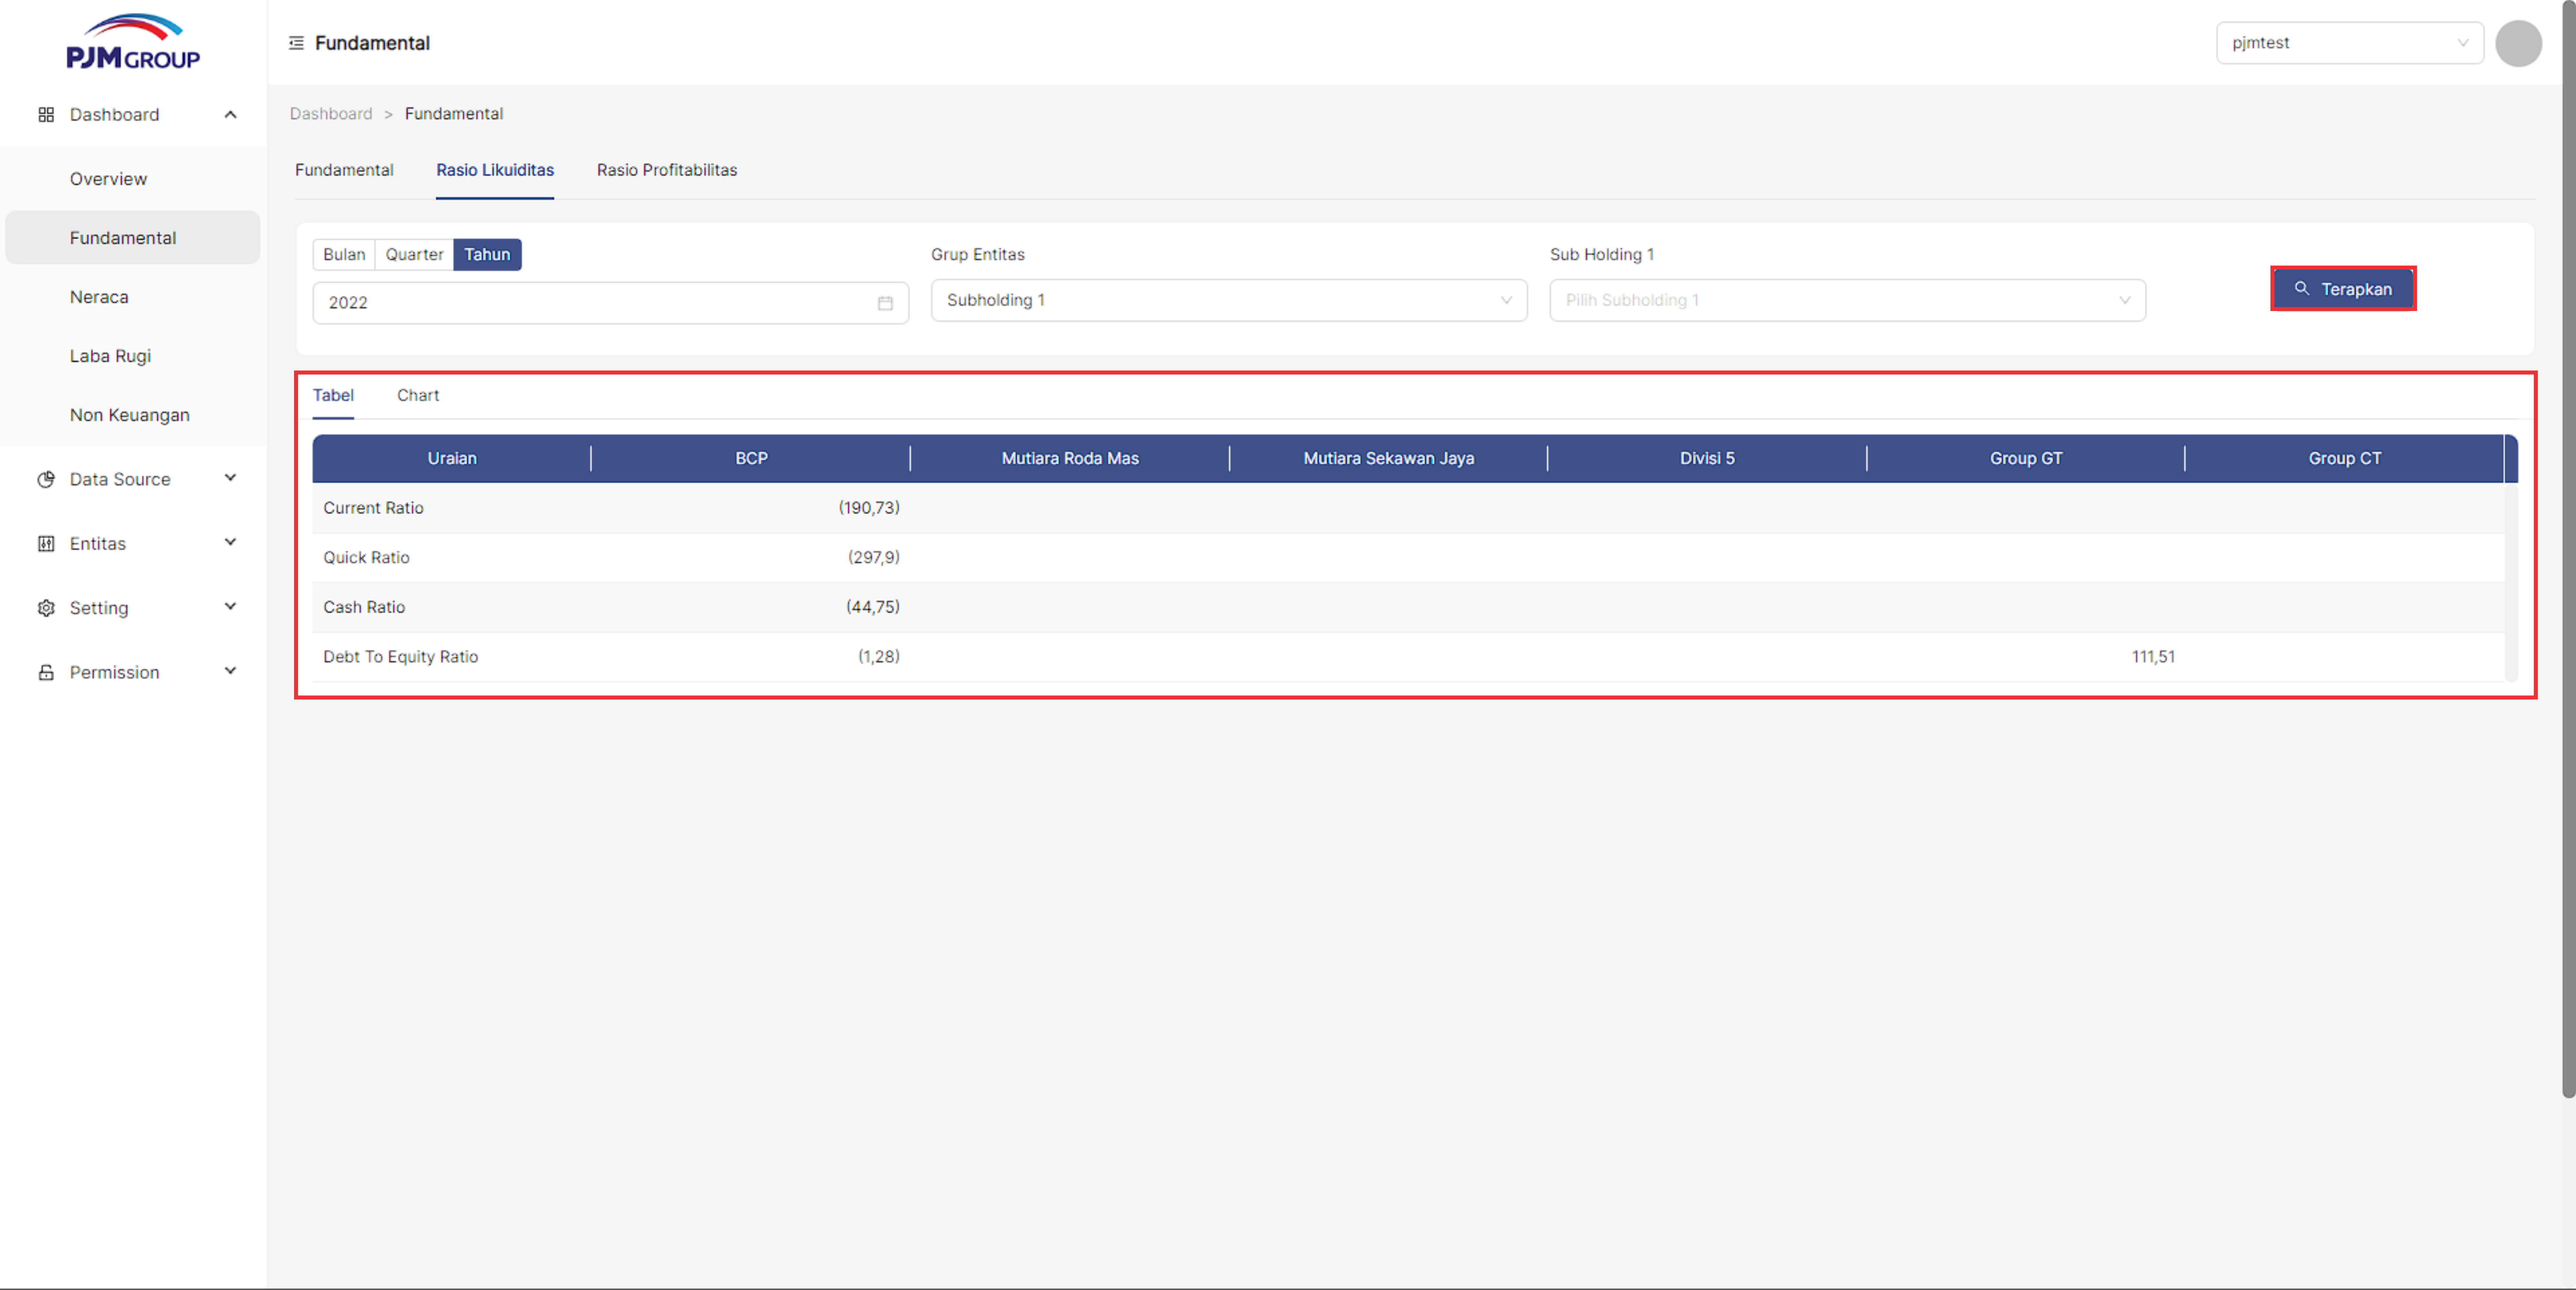 PJM GROUP
Fundamental
pjmtest
Dashboard
Overview
Fundamental
Neraca
Laba Rugi
Non Keuangan
Data Source
Entitas
Setting
Permission
Dashboard > Fundamental
Fundamental Rasio Likuiditas Rasio Profitabilitas
Bulan Quarter Tahun Grup Entitas Sub Holding 1
2022 Subholding 1 Pilih Subholding 1 Terapkan
Tabel Chart
Uraian BCP Mutiara Roda Mas Mutiara Sekawan Jaya Divisi 5 Group GT Group CT
Current Ratio (190,73)
Quick Ratio (297,9)
Cash Ratio (44,75)
Debt To Equity Ratio (1,28) 111,51